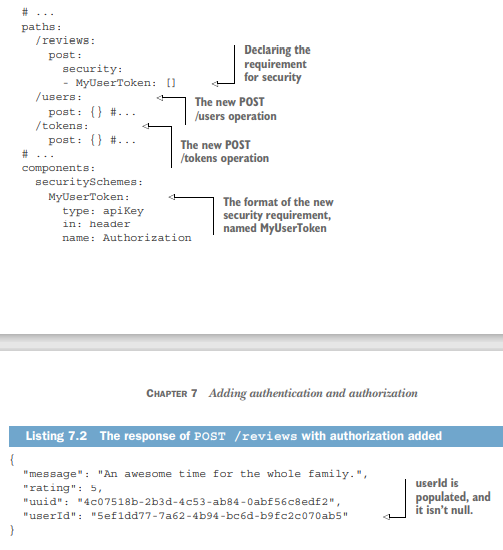 # ...
paths:
/reviews:
post:
security:
- MyUserToken: []
Declaring the
requirement
for security
/users:
post: {} #...
The new POST
/users operation
/tokens:
post: {} #...
The new POST
/tokens operation
# ...
components:
securitySchemes:
MyUserToken:
type: apiKey
in: header
name: Authorization
The format of the new
security requirement,
named MyUserToken
CHAPTER 7 Adding authentication and authorization
Listing 7.2 The response of POST /reviews with authorization added
{
"message": "An awesome time for the whole family.",
"rating": 5,
"uuid": "4c07518b-2b3d-4c53-ab84-0abf56c8edf2",
"userId": "5ef1dd77-7a62-4b94-bc6d-b9fc2c070ab5"
}
userId is
populated, and
it isn't null.